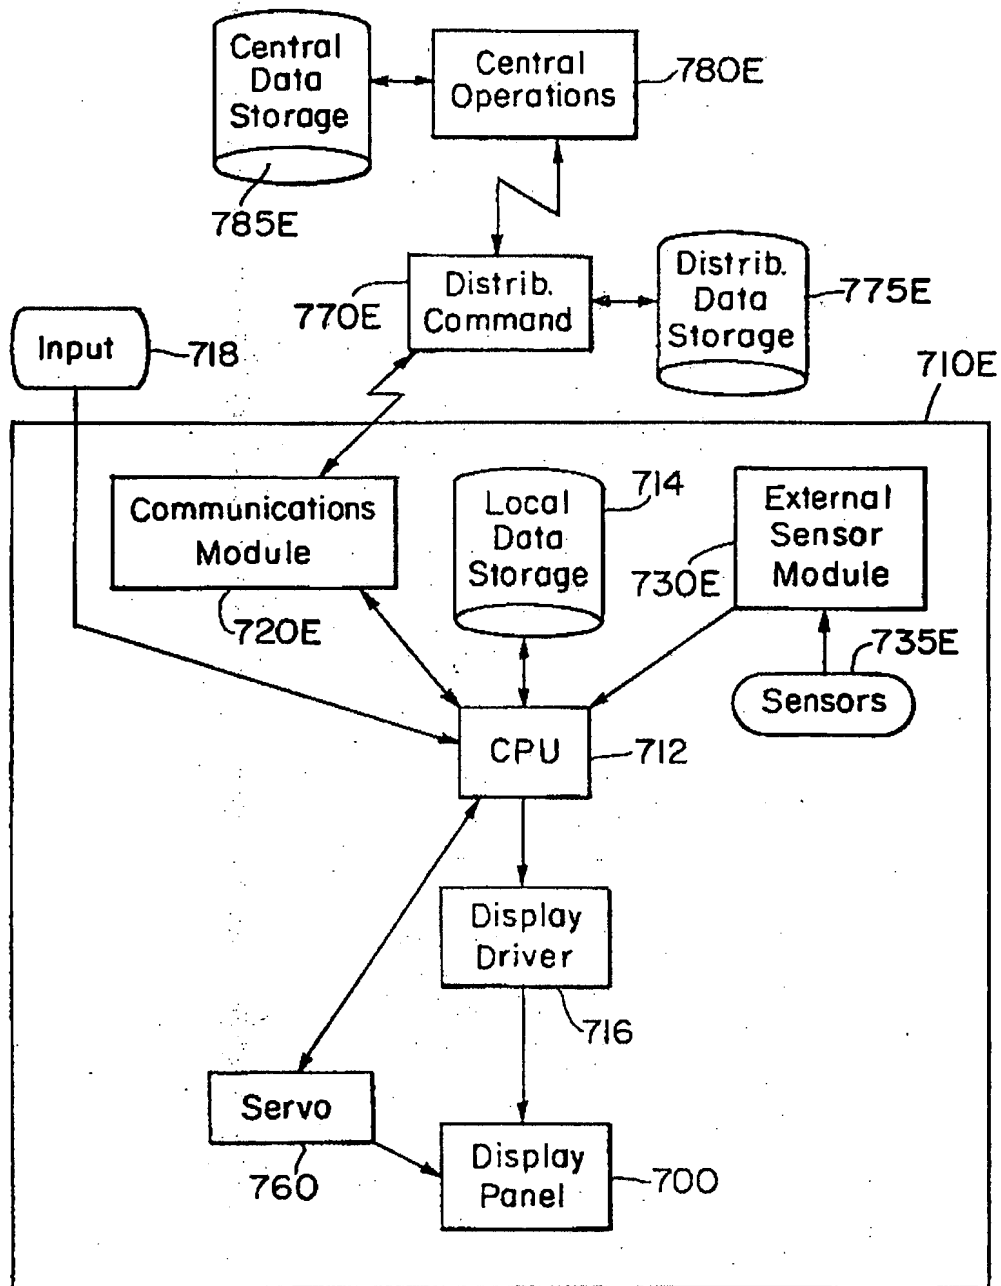 Central
Data
Storage
785E
Central
Operations
780E
Distrib.
Command
770E
Distrib.
Data
Storage
775E
Input
718
710E
Communications
Module
720E
Local
Data
Storage
714
External
Sensor
Module
730E
735E
Sensors
CPU
712
Display
Driver
716
Servo
760
Display
Panel
700